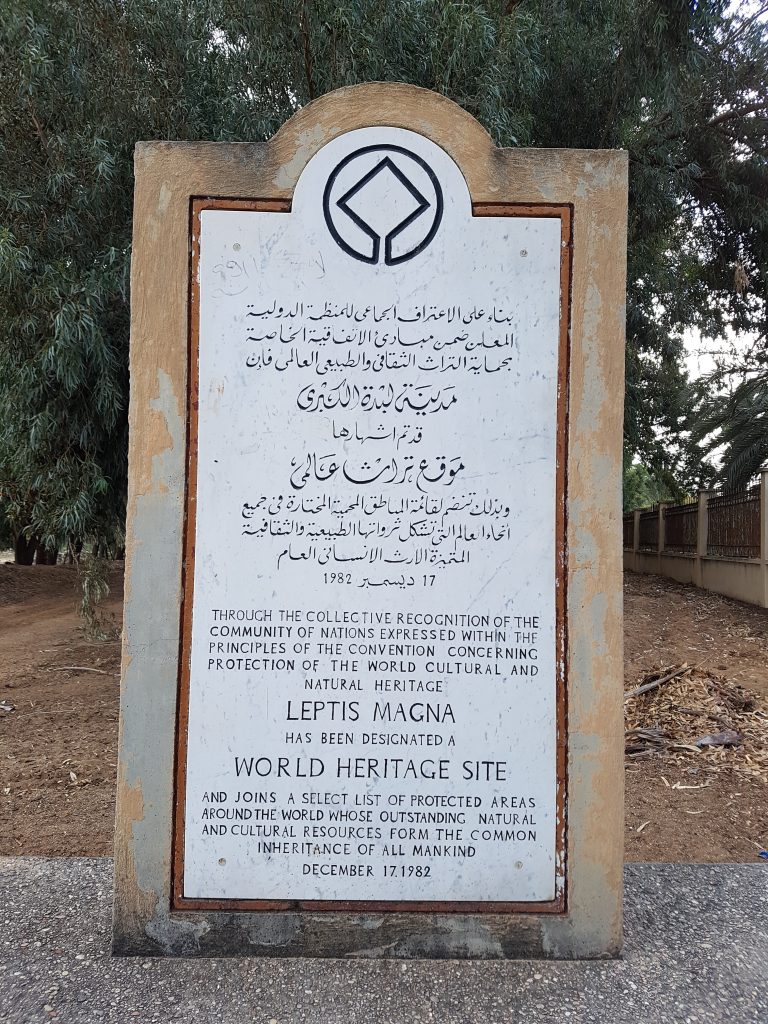 بناء على الاعتراف الجماعي للمنظمة الدولية
المعلن ضمن مبادئ الاتفاقية الخاصة
بحماية التراث الثقافي والطبيعي العالمي فإن
مدينة لبدة الكبرى
قد تم اشهارها
موقع تراث عالمي
وبذلك تنضم لقائمة المناطق المحمية المختارة في جميع
انحاء العالم التي تشكل ثرواتها الطبيعية والثقافية
المتميزة الارث الانساني العام
17 ديسمبر 1982
THROUGH THE COLLECTIVE RECOGNITION OF THE
COMMUNITY OF NATIONS EXPRESSED WITHIN THE
PRINCIPLES OF THE CONVENTION CONCERNING
PROTECTION OF THE WORLD CULTURAL AND
NATURAL HERITAGE
LEPTIS MAGNA
HAS BEEN DESIGNATED A
WORLD HERITAGE SITE
AND JOINS A SELECT LIST OF PROTECTED AREAS
AROUND THE WORLD WHOSE OUTSTANDING NATURAL
AND CULTURAL RESOURCES FORM THE COMMON
INHERITANCE OF ALL MANKIND
DECEMBER 17.1982